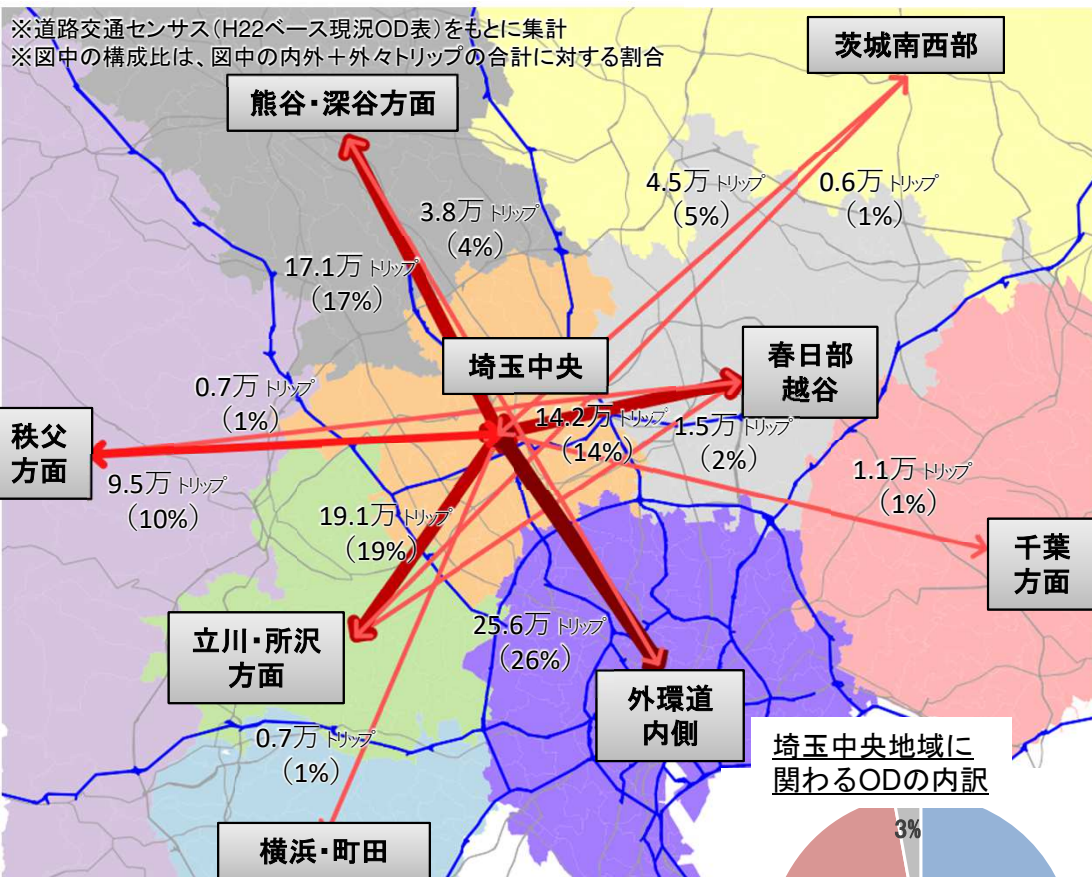 ※道路交通センサス(H22ベース現況OD表)をもとに集計
※図中の構成比は、図中の内外+外々トリップの合計に対する割合
茨城南西部
熊谷・深谷方面
4.5万トリップ
(5%)
0.6万トリップ
(1%)
3.8万トリップ
(4%)
17.1万トリップ
(17%)
埼玉中央
春日部
越谷
0.7万トリップ
(1%)
14.2万トリップ
(14%)
1.5万トリップ
(2%)
秩父
方面
9.5万トリップ
(10%)
1.1万トリップ
(1%)
19.1万トリップ
(19%)
千葉
方面
立川・所沢
方面
25.6万トリップ
(26%)
外環道
内側
0.7万トリップ
(1%)
横浜・町田
埼玉中央地域に
関わるODの内訳
3%